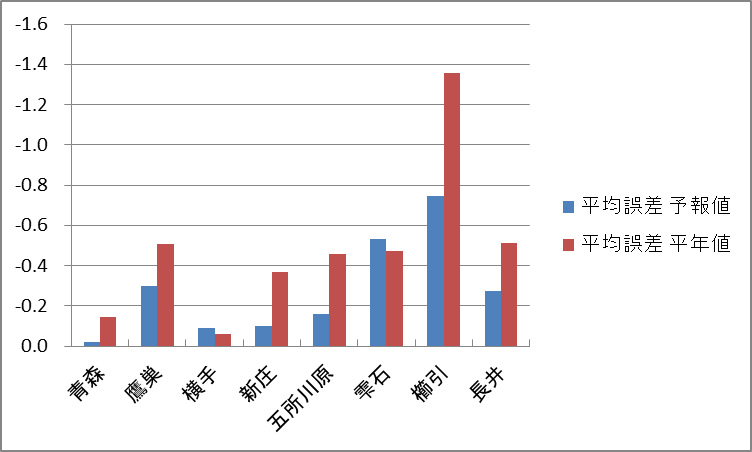 -1.6
-1.4
-1.2
-1.0
-0.8
-0.6
-0.4
-0.2
0.0
青森
鷹巣
横手
新庄
五所川原
雫石
櫛引
長井
平均誤差 予報値
平均誤差 平年値